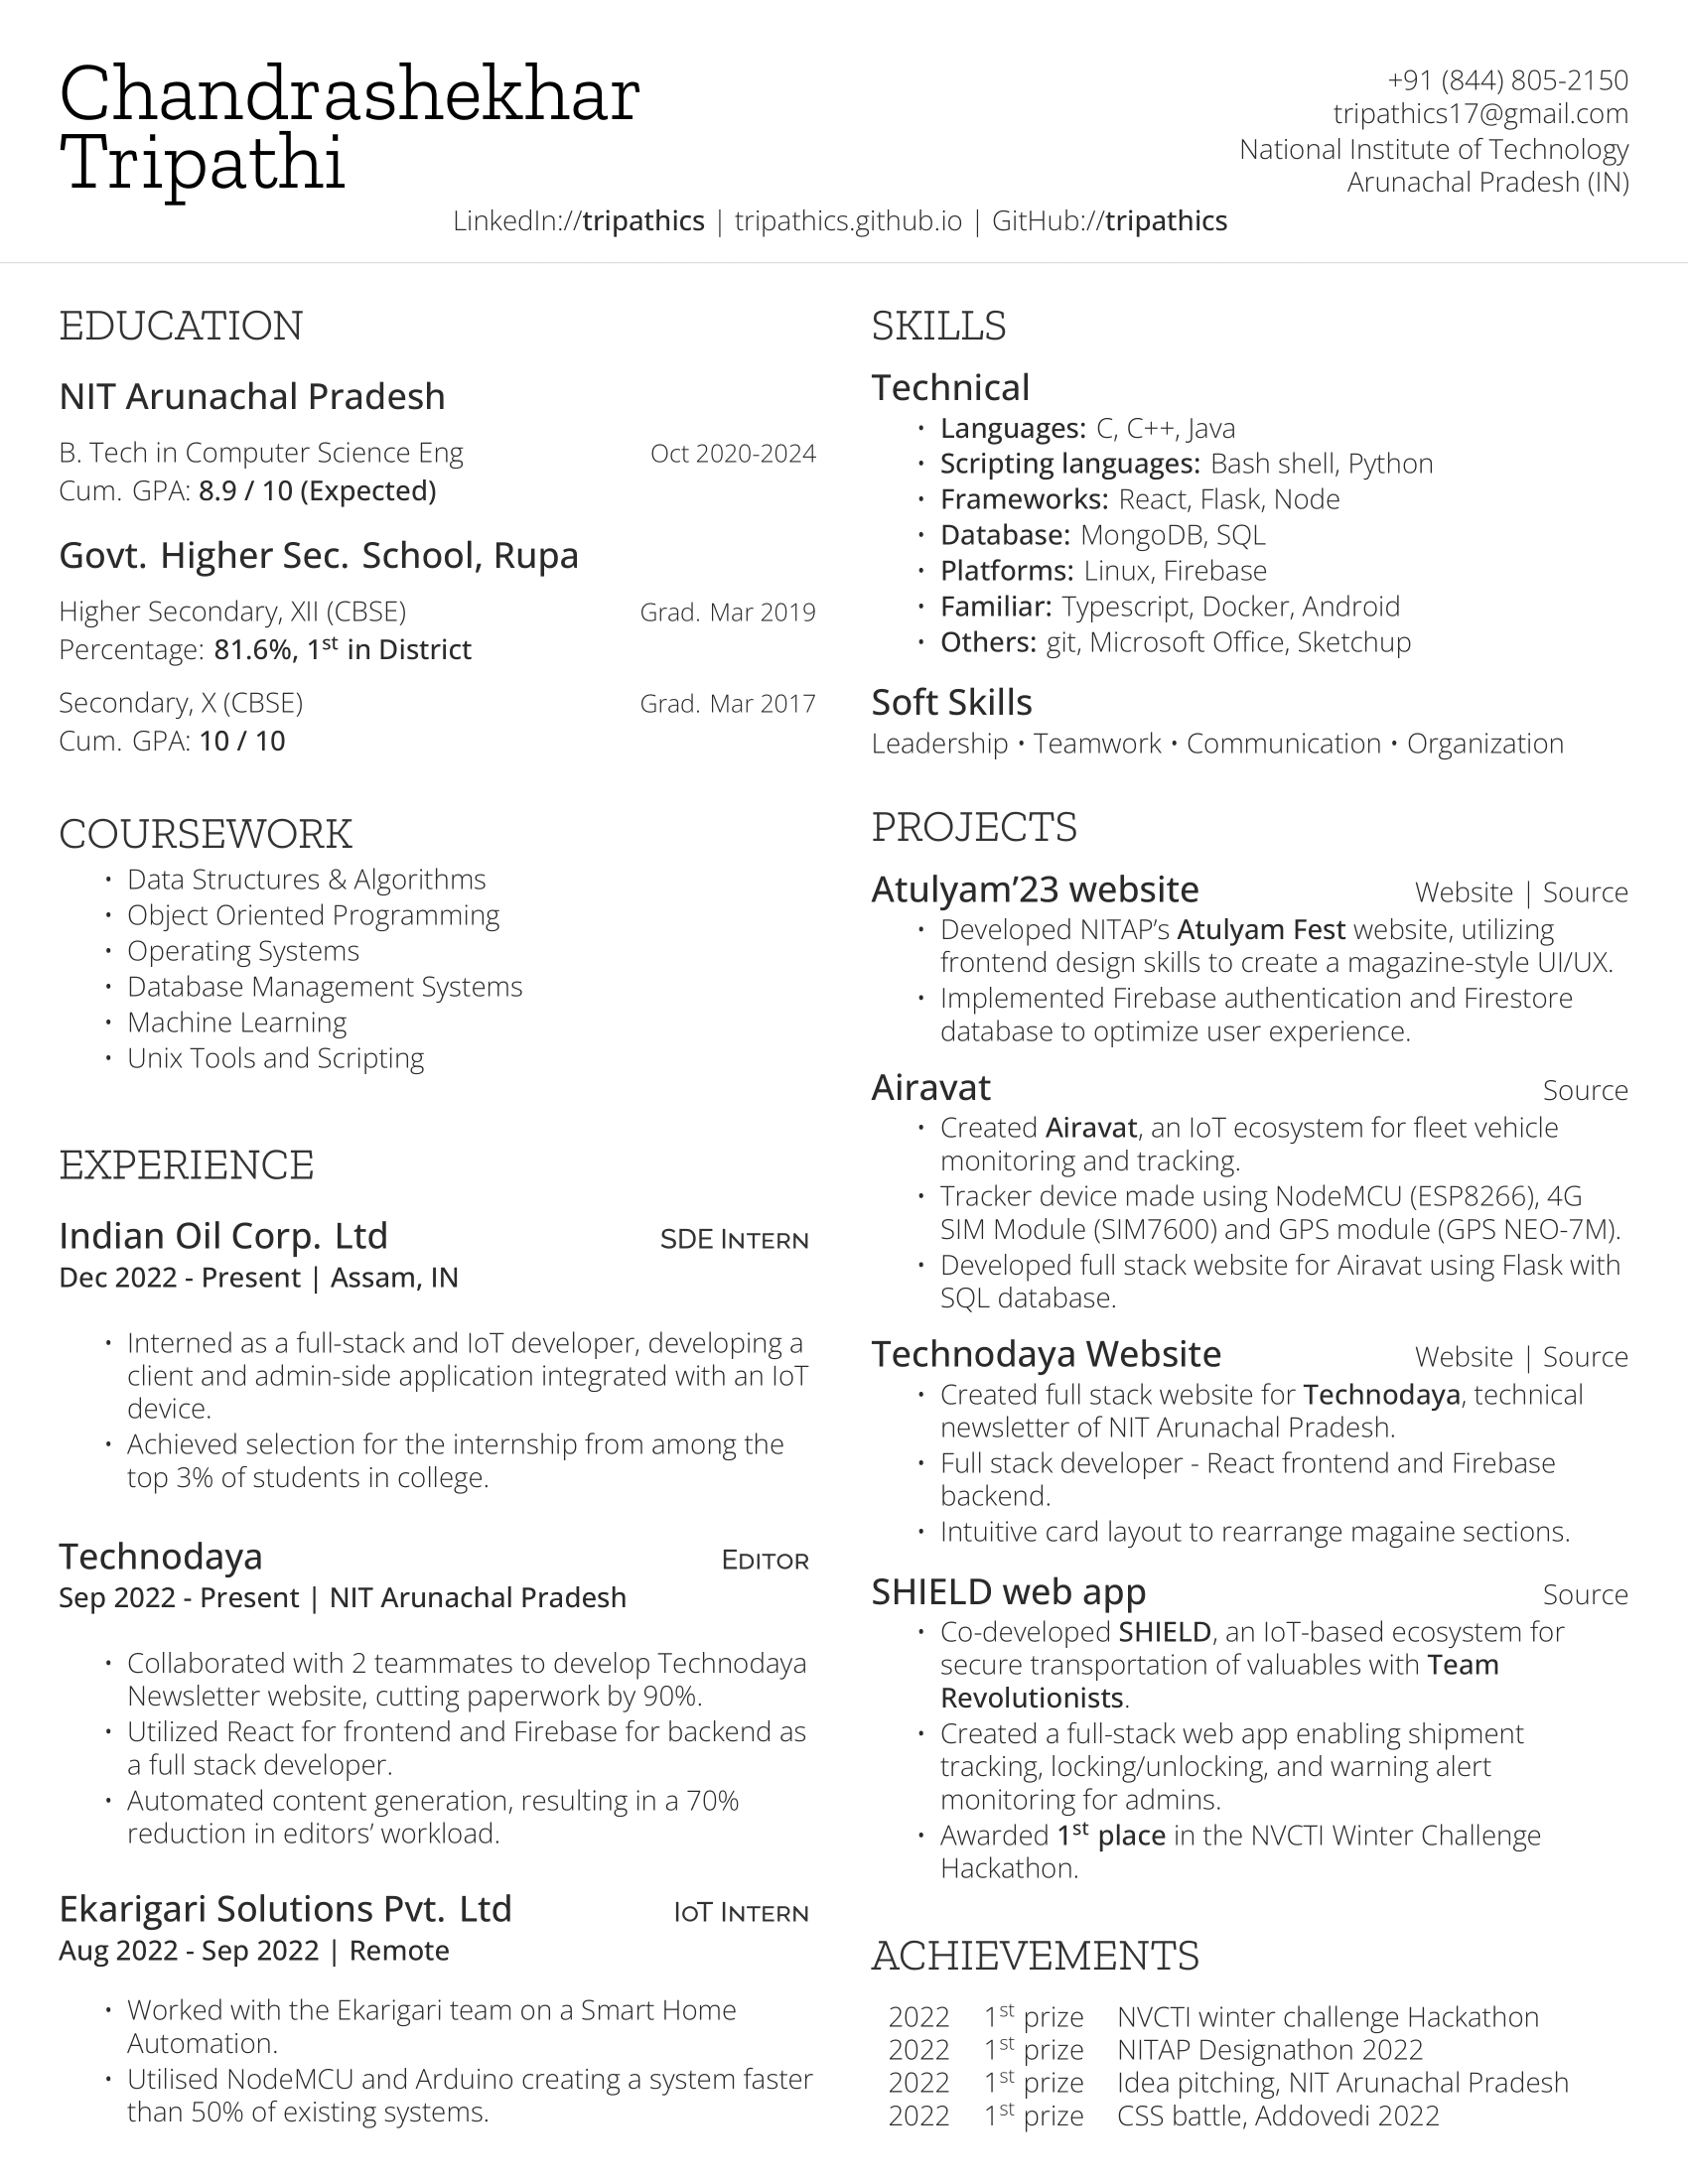 Chandrashekhar
Tripathi
+91 (844) 805-2150
tripathics17@gmail.com
National Institute of Technology
Arunachal Pradesh (IN)
LinkedIn://tripathics | tripathics.github.io | GitHub://tripathics
EDUCATION
NIT Arunachal Pradesh
B. Tech in Computer Science Eng Oct 2020-2024
Cum. GPA: 8.9 / 10 (Expected)
Govt. Higher Sec. School, Rupa
Higher Secondary, XII (CBSE) Grad. Mar 2019
Percentage: 81.6%, 1st in District
Secondary, X (CBSE) Grad. Mar 2017
Cum. GPA: 10 / 10
COURSEWORK
• Data Structures & Algorithms
• Object Oriented Programming
• Operating Systems
• Database Management Systems
• Machine Learning
• Unix Tools and Scripting
EXPERIENCE
Indian Oil Corp. Ltd SDE Intern
Dec 2022 - Present | Assam, IN
• Interned as a full-stack and IoT developer, developing a
client and admin-side application integrated with an IoT
device.
• Achieved selection for the internship from among the
top 3% of students in college.
Technodaya Editor
Sep 2022 - Present | NIT Arunachal Pradesh
• Collaborated with 2 teammates to develop Technodaya
Newsletter website, cutting paperwork by 90%.
• Utilized React for frontend and Firebase for backend as
a full stack developer.
• Automated content generation, resulting in a 70%
reduction in editors’ workload.
Ekarigari Solutions Pvt. Ltd IoT Intern
Aug 2022 - Sep 2022 | Remote
• Worked with the Ekarigari team on a Smart Home
Automation.
• Utilised NodeMCU and Arduino creating a system faster
than 50% of existing systems.
SKILLS
Technical
• Languages: C, C++, Java
• Scripting languages: Bash shell, Python
• Frameworks: React, Flask, Node
• Database: MongoDB, SQL
• Platforms: Linux, Firebase
• Familiar: Typescript, Docker, Android
• Others: git, Microsoft Office, Sketchup
Soft Skills
Leadership • Teamwork • Communication • Organization
PROJECTS
Atulyam’23 website Website | Source
• Developed NITAP’s Atulyam Fest website, utilizing
frontend design skills to create a magazine-style UI/UX.
• Implemented Firebase authentication and Firestore
database to optimize user experience.
Airavat Source
• Created Airavat, an IoT ecosystem for fleet vehicle
monitoring and tracking.
• Tracker device made using NodeMCU (ESP8266), 4G
SIM Module (SIM7600) and GPS module (GPS NEO-7M).
• Developed full stack website for Airavat using Flask with
SQL database.
Technodaya Website Website | Source
• Created full stack website for Technodaya, technical
newsletter of NIT Arunachal Pradesh.
• Full stack developer - React frontend and Firebase
backend.
• Intuitive card layout to rearrange magaine sections.
SHIELD web app Source
• Co-developed SHIELD, an IoT-based ecosystem for
secure transportation of valuables with Team
Revolutionists.
• Created a full-stack web app enabling shipment
tracking, locking/unlocking, and warning alert
monitoring for admins.
• Awarded 1st place in the NVCTI Winter Challenge
Hackathon.
ACHIEVEMENTS
2022 1st prize NVCTI winter challenge Hackathon
2022 1st prize NITAP Designathon 2022
2022 1st prize Idea pitching, NIT Arunachal Pradesh
2022 1st prize CSS battle, Addovedi 2022